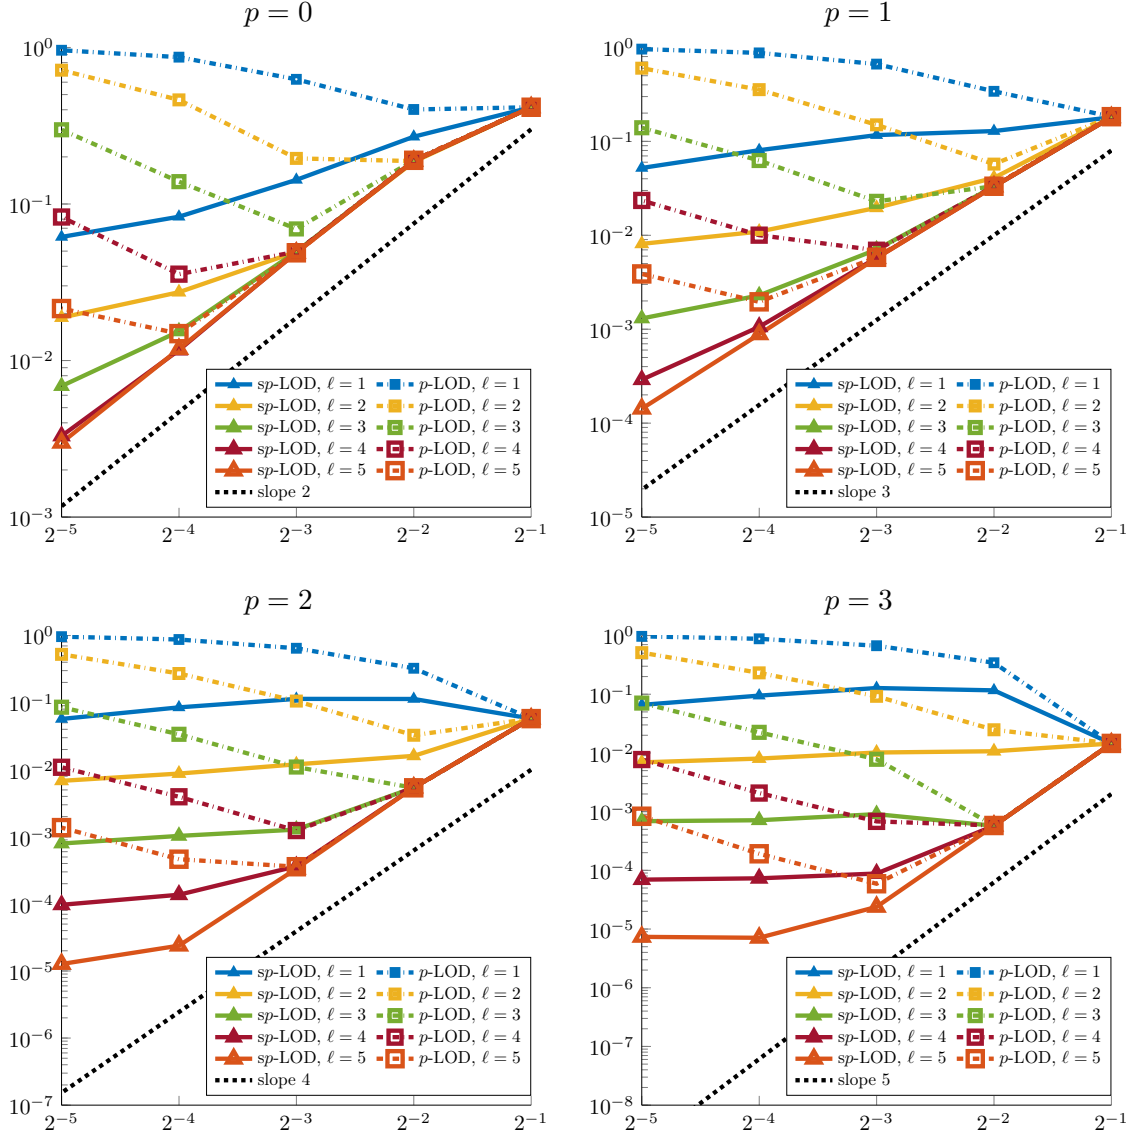 p = 0
10⁰
10⁻¹
10⁻²
10⁻³
2⁻⁵ 2⁻⁴ 2⁻³ 2⁻² 2⁻¹
sp-LOD, ℓ = 1 p-LOD, ℓ = 1
sp-LOD, ℓ = 2 p-LOD, ℓ = 2
sp-LOD, ℓ = 3 p-LOD, ℓ = 3
sp-LOD, ℓ = 4 p-LOD, ℓ = 4
sp-LOD, ℓ = 5 p-LOD, ℓ = 5
slope 2
p = 1
10⁰
10⁻¹
10⁻²
10⁻³
10⁻⁴
10⁻⁵
2⁻⁵ 2⁻⁴ 2⁻³ 2⁻² 2⁻¹
sp-LOD, ℓ = 1 p-LOD, ℓ = 1
sp-LOD, ℓ = 2 p-LOD, ℓ = 2
sp-LOD, ℓ = 3 p-LOD, ℓ = 3
sp-LOD, ℓ = 4 p-LOD, ℓ = 4
sp-LOD, ℓ = 5 p-LOD, ℓ = 5
slope 3
p = 2
10⁰
10⁻¹
10⁻²
10⁻³
10⁻⁴
10⁻⁵
10⁻⁶
10⁻⁷
2⁻⁵ 2⁻⁴ 2⁻³ 2⁻² 2⁻¹
sp-LOD, ℓ = 1 p-LOD, ℓ = 1
sp-LOD, ℓ = 2 p-LOD, ℓ = 2
sp-LOD, ℓ = 3 p-LOD, ℓ = 3
sp-LOD, ℓ = 4 p-LOD, ℓ = 4
sp-LOD, ℓ = 5 p-LOD, ℓ = 5
slope 4
p = 3
10⁰
10⁻¹
10⁻²
10⁻³
10⁻⁴
10⁻⁵
10⁻⁶
10⁻⁷
10⁻⁸
2⁻⁵ 2⁻⁴ 2⁻³ 2⁻² 2⁻¹
sp-LOD, ℓ = 1 p-LOD, ℓ = 1
sp-LOD, ℓ = 2 p-LOD, ℓ = 2
sp-LOD, ℓ = 3 p-LOD, ℓ = 3
sp-LOD, ℓ = 4 p-LOD, ℓ = 4
sp-LOD, ℓ = 5 p-LOD, ℓ = 5
slope 5